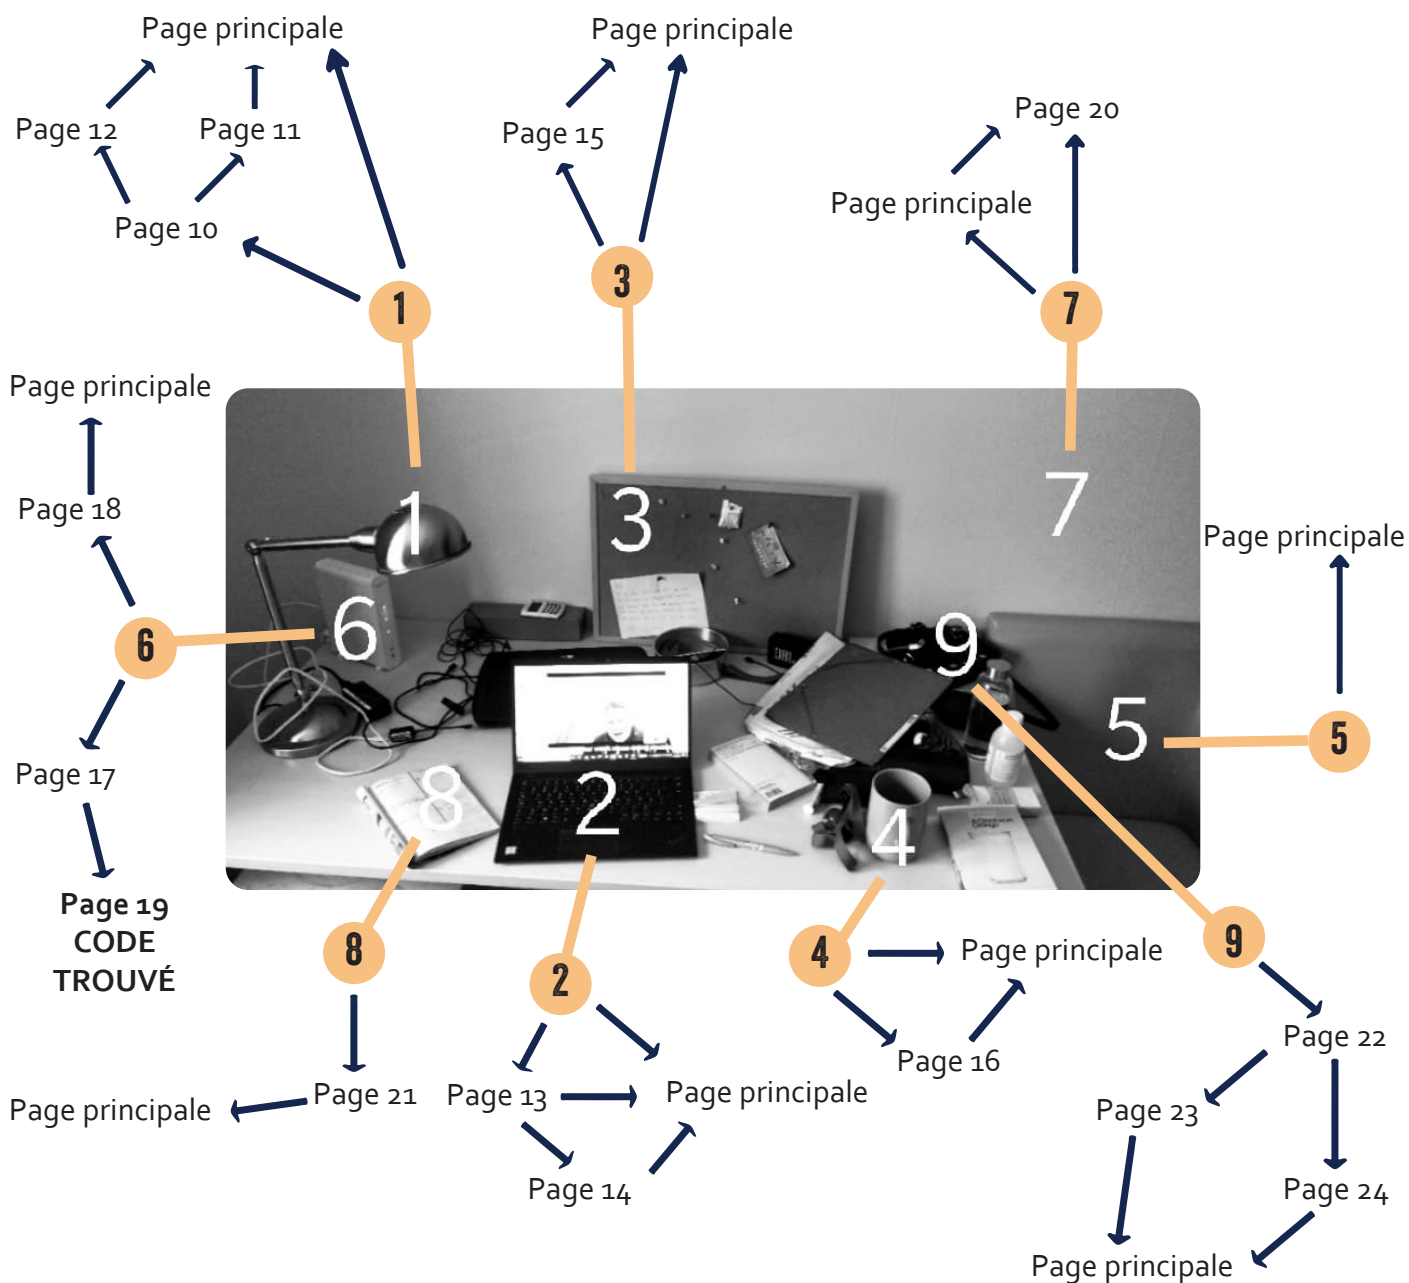 Page principale
Page 12
Page 11
Page 10
1
Page principale
Page 15
3
Page 20
Page principale
7
Page principale
Page 18
6
Page 17
Page 19
CODE
TROUVÉ
1
3
7
6
9
5
8
2
4
JBL
Page principale
5
8
Page 21
Page principale
2
Page 13
Page principale
Page 14
4
Page principale
Page 16
9
Page 22
Page 23
Page 24
Page principale